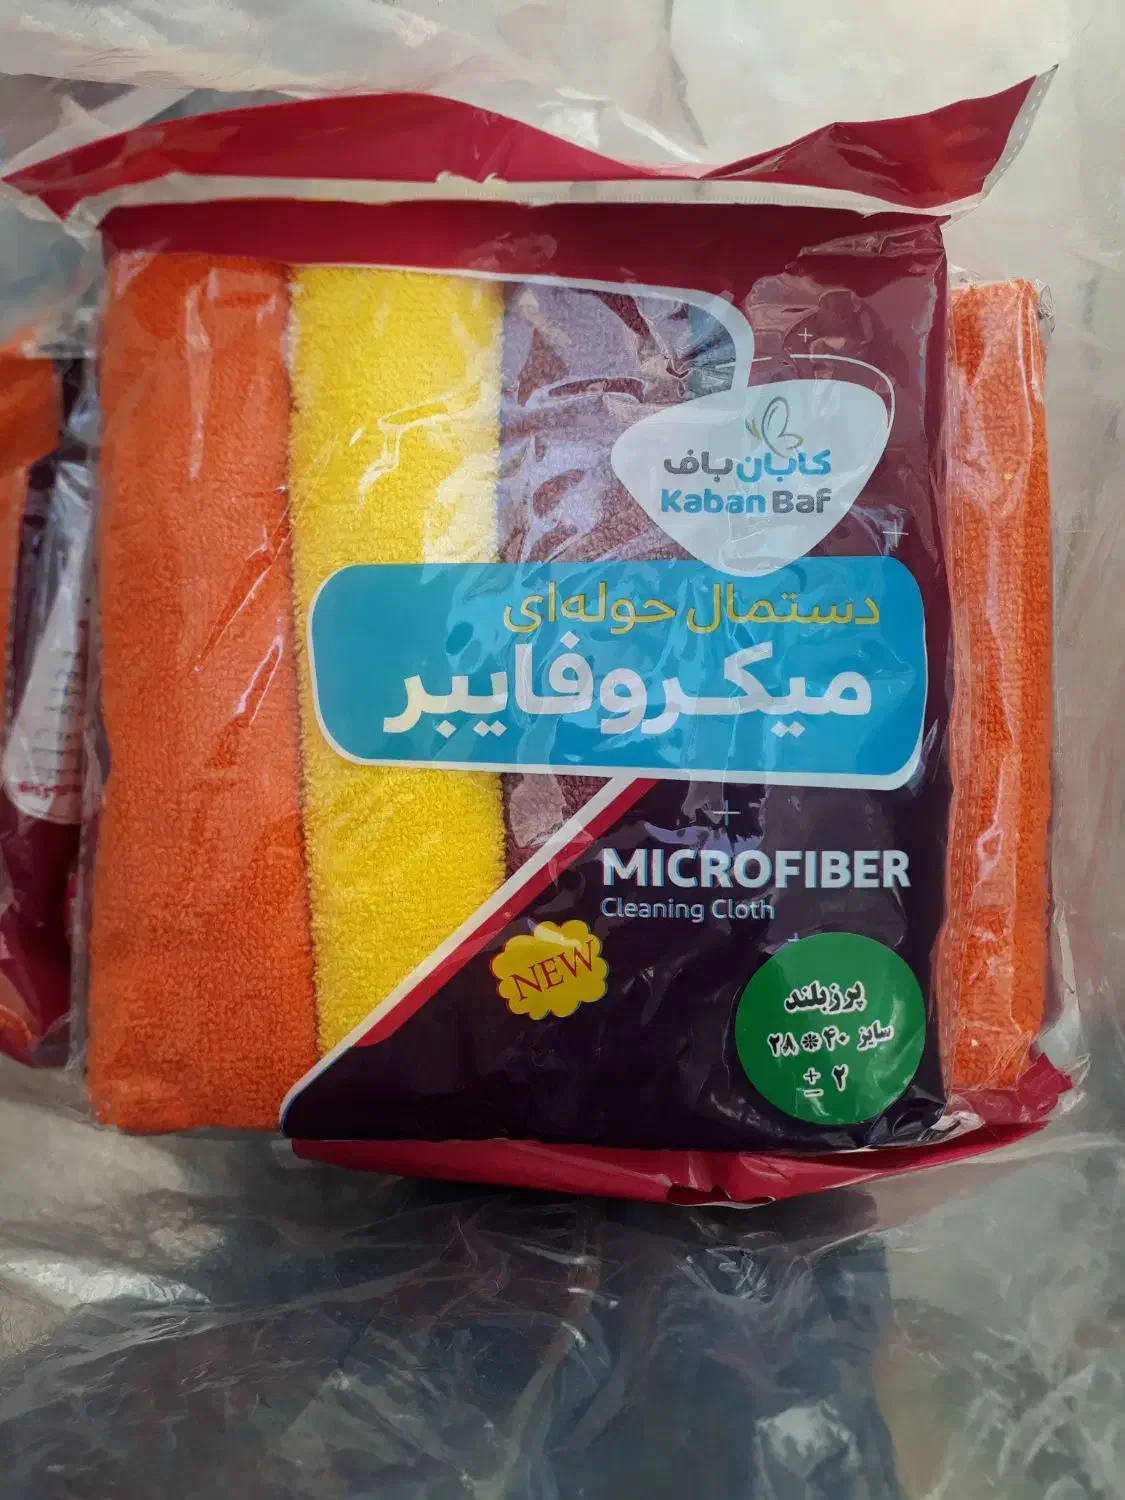 کابان باف
Kaban Baf
دستمال حوله‌ای
میکروفایبر
MICROFIBER
Cleaning Cloth
NEW
پرزبلند
سایز ۴۰ * ۲۸
± ۲